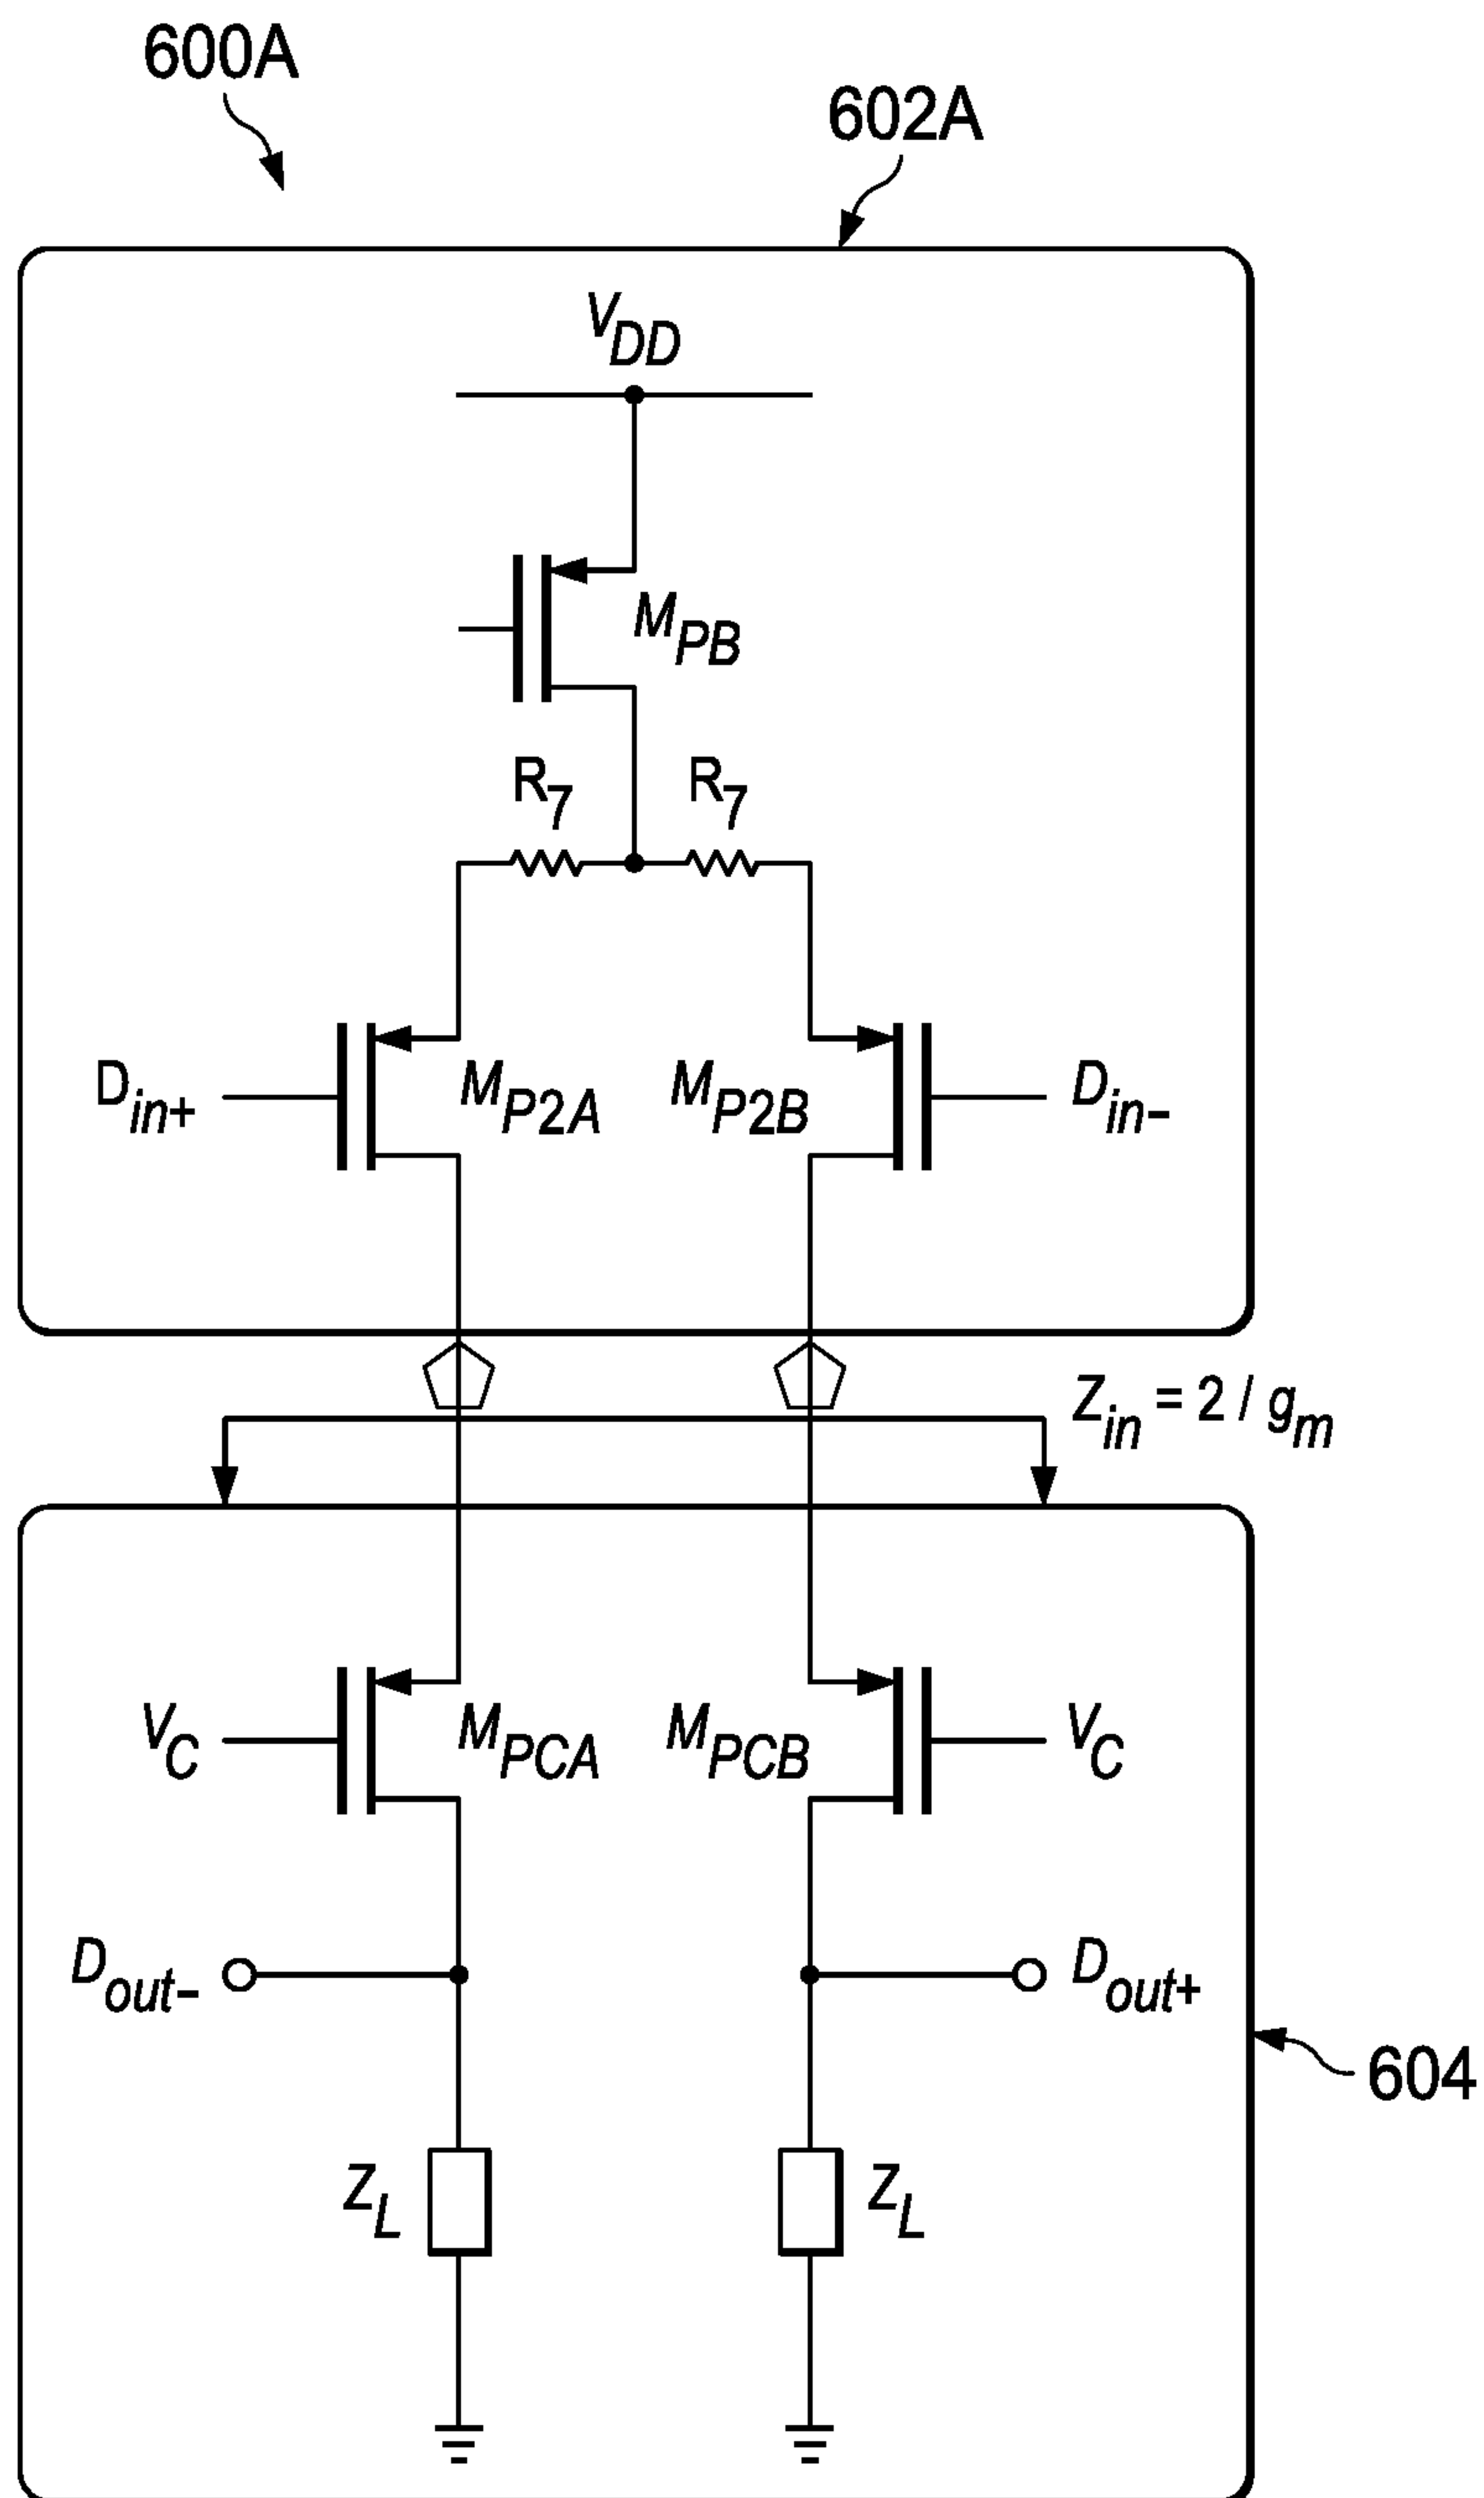 600A
602A
VDD
MPB
R7 R7
Din+ MP2A MP2B Din-
Zin = 2 / gm
VC MPCA MPCB VC
Dout- Dout+
604
ZL ZL